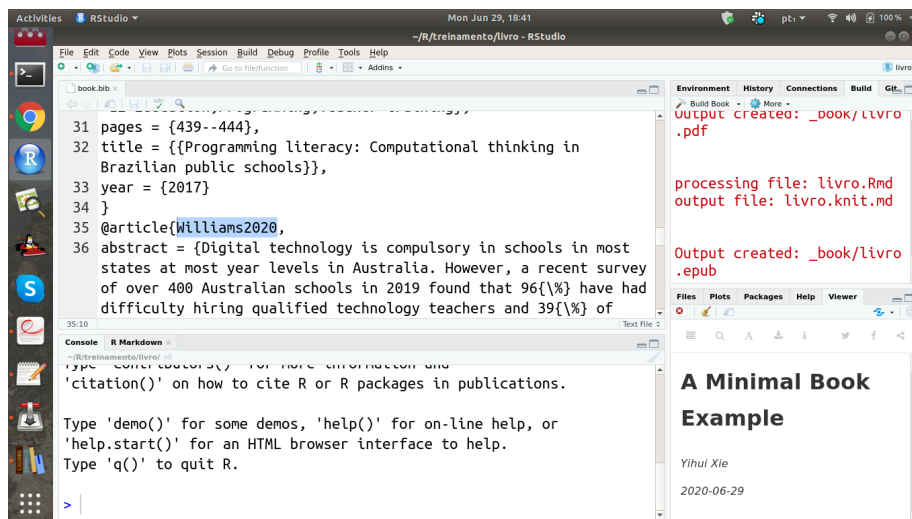 Activities RStudio Mon Jun 29, 18:41 pt₁ 100 %
~/R/treinamento/livro - RStudio
File Edit Code View Plots Session Build Debug Profile Tools Help
Go to file/function Addins livro
book.bib
31 pages = {439--444},
32 title = {{Programming literacy: Computational thinking in
Brazilian public schools}},
33 year = {2017}
34 }
35 @article{Williams2020,
36 abstract = {Digital technology is compulsory in schools in most
states at most year levels in Australia. However, a recent survey
of over 400 Australian schools in 2019 found that 96{\%} have had
difficulty hiring qualified technology teachers and 39{\%} of
35:10 Text File
Console R Markdown
~/R/treinamento/livro/
Type 'contributors()' for more information and
'citation()' on how to cite R or R packages in publications.
Type 'demo()' for some demos, 'help()' for on-line help, or
'help.start()' for an HTML browser interface to help.
Type 'q()' to quit R.
>
Environment History Connections Build Git
Build Book More
Output created: _book/livro
.pdf
processing file: livro.Rmd
output file: livro.knit.md
Output created: _book/livro
.epub
Files Plots Packages Help Viewer
A Minimal Book
Example
Yihui Xie
2020-06-29